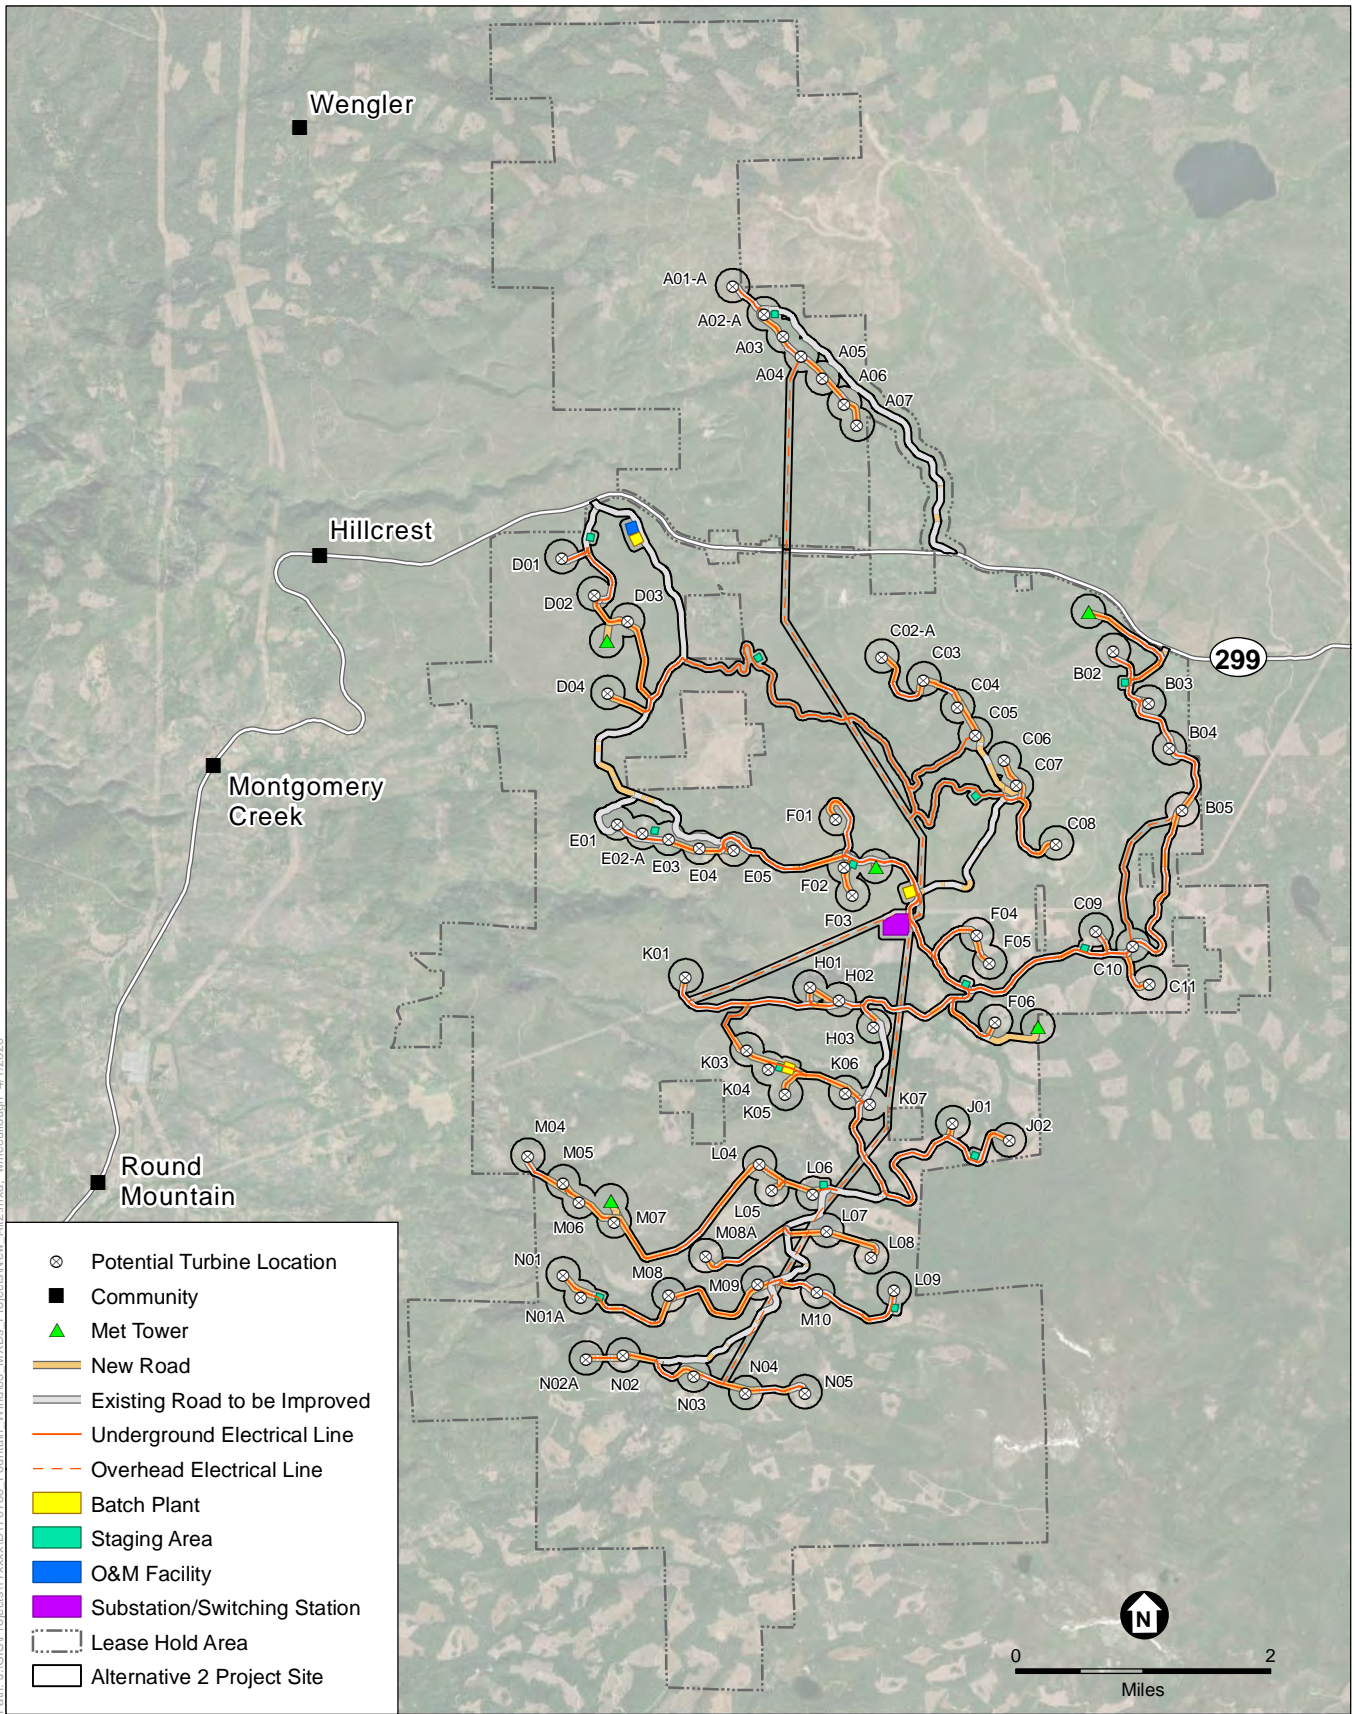 Wengler
A01-A
A02-A
A03
A05
A04
A06
A07
Hillcrest
D01
D02
D03
D04
C02-A
C03
C04
C05
C06
C07
C08
B02
B03
B04
B05
299
Montgomery
Creek
E01
E02-A
E03
E04
E05
F01
F02
F03
F04
F05
F06
C09
C10
C11
K01
H01
H02
H03
K03
K04
K05
K06
K07
J01
J02
M04
M05
M06
M07
L04
L05
L06
L07
L08
L09
M08A
M08
M09
M10
N01
N01A
N02A
N02
N03
N04
N05
Round
Mountain
Potential Turbine Location
Community
Met Tower
New Road
Existing Road to be Improved
Underground Electrical Line
Overhead Electrical Line
Batch Plant
Staging Area
O&M Facility
Substation/Switching Station
Lease Hold Area
Alternative 2 Project Site
N
0 2
Miles